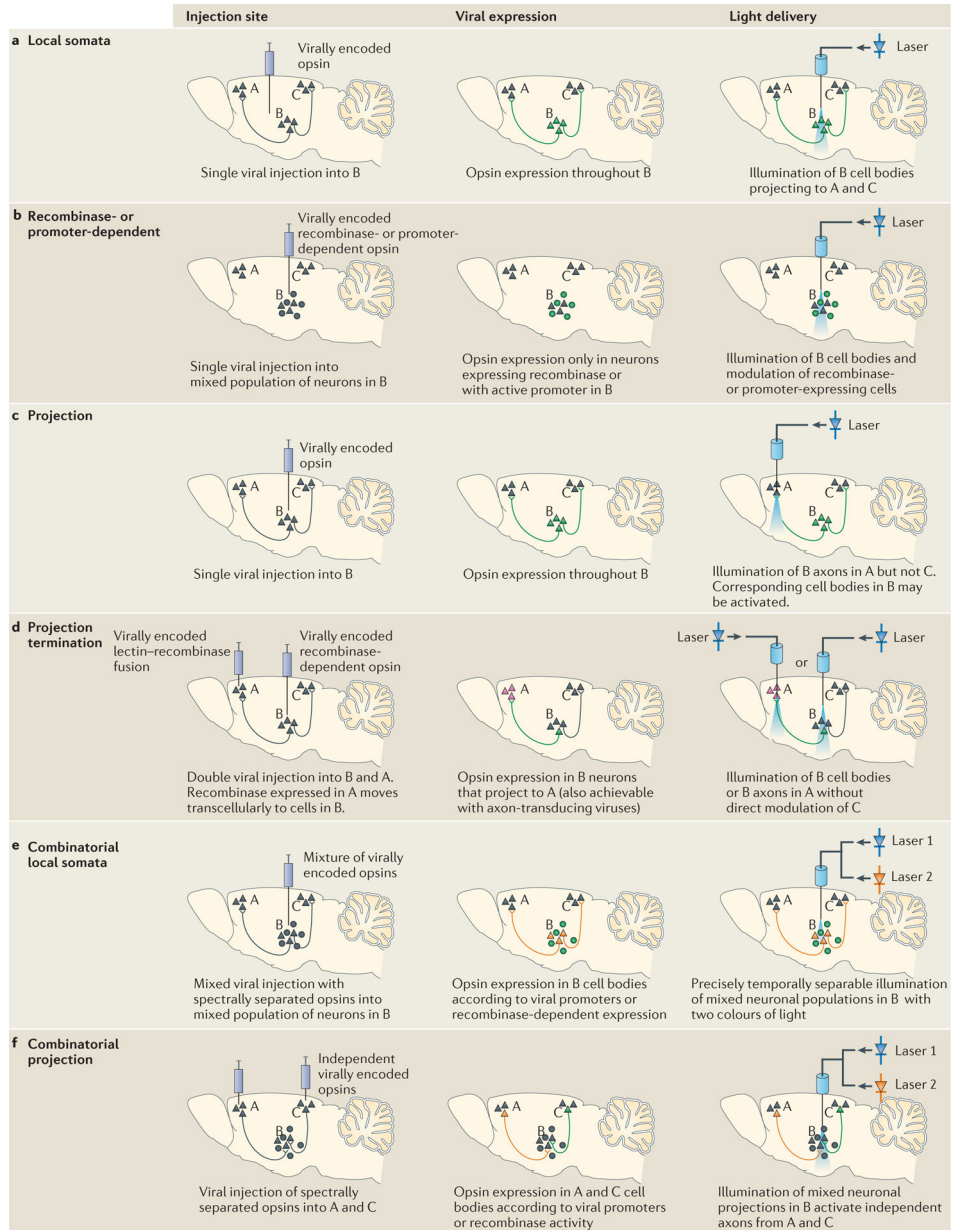 Injection site
Viral expression
Light delivery
a Local somata
Virally encoded
opsin
A
B
C
Single viral injection into B
A
B
C
Opsin expression throughout B
Laser
A
B
C
Illumination of B cell bodies
projecting to A and C
b Recombinase- or
promoter-dependent
Virally encoded
recombinase- or promoter-
dependent opsin
A
B
C
Single viral injection into
mixed population of neurons in B
A
B
C
Opsin expression only in neurons
expressing recombinase or
with active promoter in B
Laser
A
B
C
Illumination of B cell bodies and
modulation of recombinase-
or promoter-expressing cells
c Projection
Virally encoded
opsin
A
B
C
Single viral injection into B
A
B
C
Opsin expression throughout B
Laser
A
B
C
Illumination of B axons in A but not C.
Corresponding cell bodies in B may
be activated.
d Projection
termination
Virally encoded
lectin–recombinase
fusion
Virally encoded
recombinase-
dependent opsin
A
B
C
Double viral injection into B and A.
Recombinase expressed in A moves
transcellularly to cells in B.
A
B
C
Opsin expression in B neurons
that project to A (also achievable
with axon-transducing viruses)
Laser
or
Laser
A
B
C
Illumination of B cell bodies
or B axons in A without
direct modulation of C
e Combinatorial
local somata
Mixture of virally
encoded opsins
A
B
C
Mixed viral injection with
spectrally separated opsins into
mixed population of neurons in B
A
B
C
Opsin expression in B cell bodies
according to viral promoters or
recombinase-dependent expression
Laser 1
Laser 2
A
B
C
Precisely temporally separable illumination
of mixed neuronal populations in B with
two colours of light
f Combinatorial
projection
Independent
virally encoded
opsins
A
B
C
Viral injection of spectrally
separated opsins into A and C
A
B
C
Opsin expression in A and C cell
bodies according to viral promoters
or recombinase activity
Laser 1
Laser 2
A
B
C
Illumination of mixed neuronal
projections in B activate independent
axons from A and C